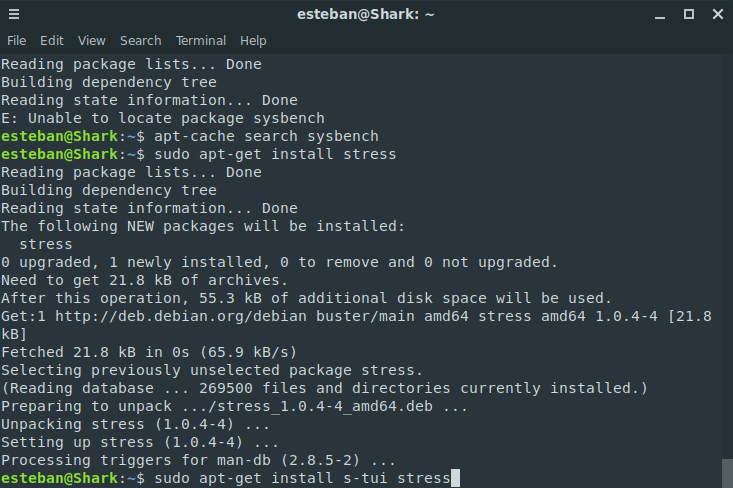 esteban@Shark: ~
File Edit View Search Terminal Help
Reading package lists... Done
Building dependency tree
Reading state information... Done
E: Unable to locate package sysbench
esteban@Shark:~$ apt-cache search sysbench
esteban@Shark:~$ sudo apt-get install stress
Reading package lists... Done
Building dependency tree
Reading state information... Done
The following NEW packages will be installed:
  stress
0 upgraded, 1 newly installed, 0 to remove and 0 not upgraded.
Need to get 21.8 kB of archives.
After this operation, 55.3 kB of additional disk space will be used.
Get:1 http://deb.debian.org/debian buster/main amd64 stress amd64 1.0.4-4 [21.8
kB]
Fetched 21.8 kB in 0s (65.9 kB/s)
Selecting previously unselected package stress.
(Reading database ... 269500 files and directories currently installed.)
Preparing to unpack .../stress_1.0.4-4_amd64.deb ...
Unpacking stress (1.0.4-4) ...
Setting up stress (1.0.4-4) ...
Processing triggers for man-db (2.8.5-2) ...
esteban@Shark:~$ sudo apt-get install s-tui stress